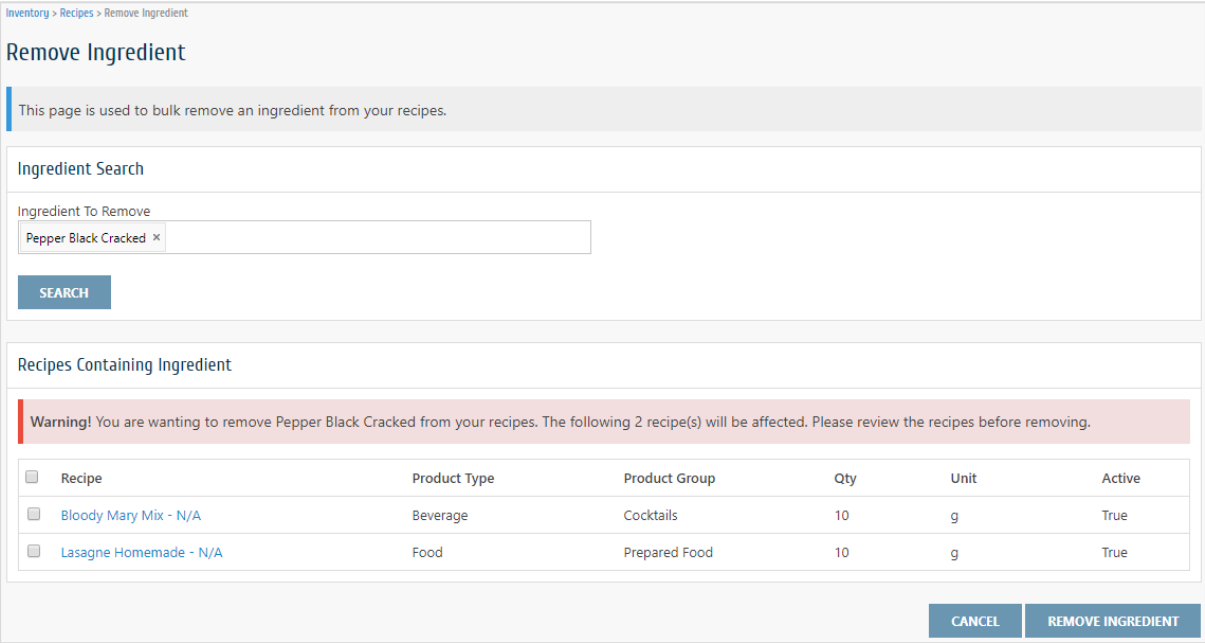 Inventory > Recipes > Remove Ingredient
Remove Ingredient
This page is used to bulk remove an ingredient from your recipes.
Ingredient Search
Ingredient To Remove
Pepper Black Cracked ×
SEARCH
Recipes Containing Ingredient
Warning! You are wanting to remove Pepper Black Cracked from your recipes. The following 2 recipe(s) will be affected. Please review the recipes before removing.
Recipe Product Type Product Group Qty Unit Active
Bloody Mary Mix - N/A Beverage Cocktails 10 g True
Lasagne Homemade - N/A Food Prepared Food 10 g True
CANCEL REMOVE INGREDIENT